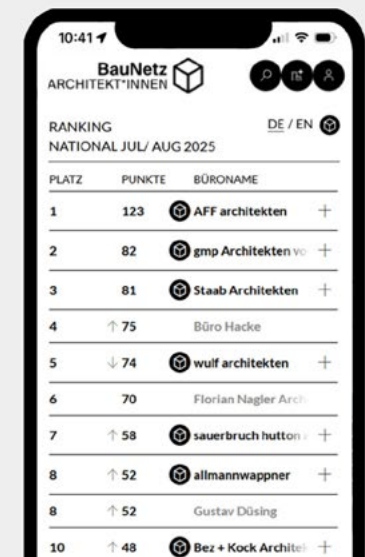 10:41
BauNetz
ARCHITEKT*INNEN
RANKING DE / EN
NATIONAL JUL/ AUG 2025
PLATZ PUNKTE BÜRONAME
1 123 AFF architekten +
2 82 gmp Architekten vo +
3 81 Staab Architekten +
4 ↑ 75 Büro Hacke
5 ↓ 74 wulf architekten +
6 70 Florian Nagler Arch
7 ↑ 58 sauerbruch hutton +
8 ↑ 52 allmannwappner +
8 ↑ 52 Gustav Düsing
10 ↑ 48 Bez + Kock Architek +